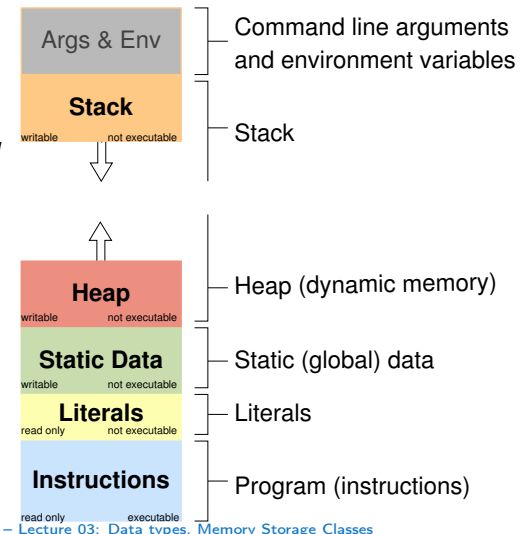 Args & Env
Command line arguments
and environment variables
Stack
writable not executable
Stack
Heap
writable not executable
Heap (dynamic memory)
Static Data
writable not executable
Static (global) data
Literals
read only not executable
Literals
Instructions
read only executable
Program (instructions)
– Lecture 03: Data types, Memory Storage Classes